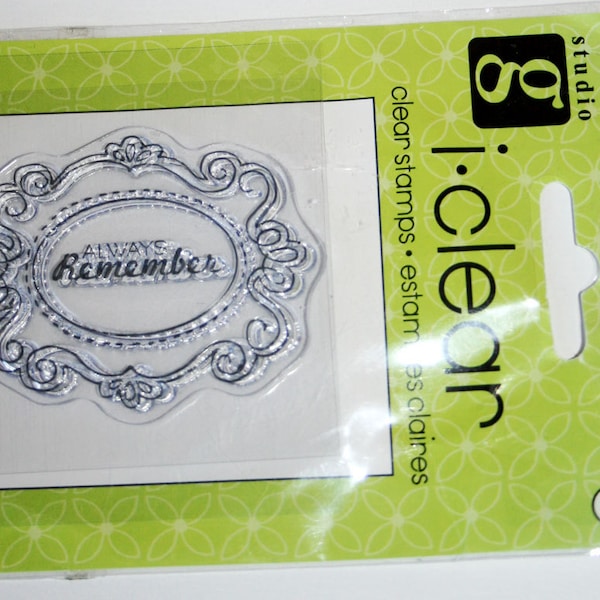 studio
g
i·clear
clear stamps • estampes claires
ALWAYS
Remember